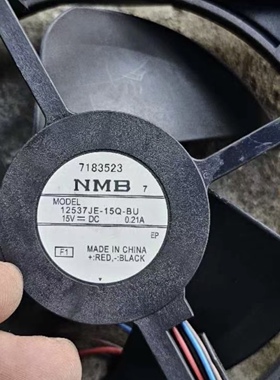 7183523
NMB 7
MODEL
12537JE-15Q-BU
15V ⎓ DC 0.21A
EP
F1 MADE IN CHINA
+:RED,-:BLACK